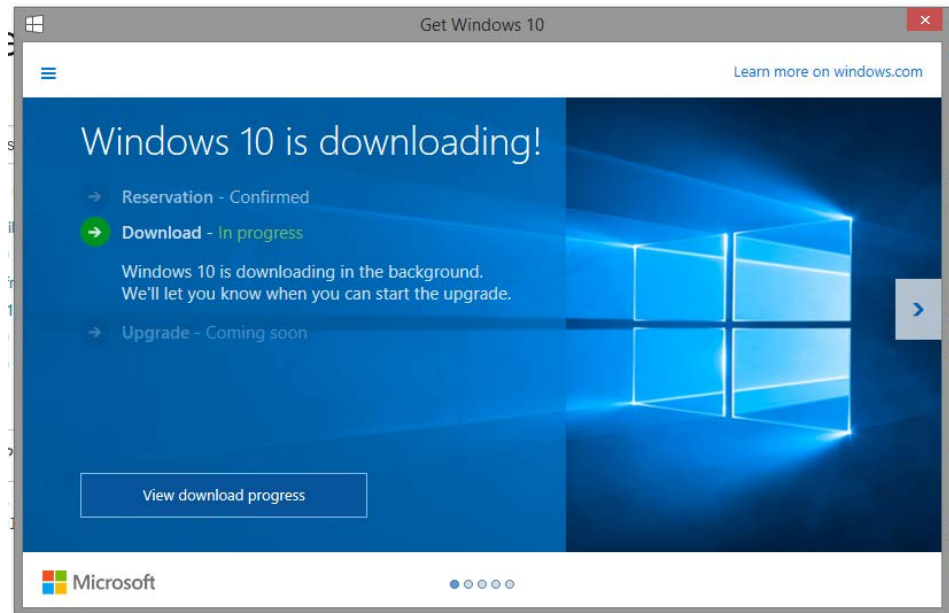 Get Windows 10
Learn more on windows.com
Windows 10 is downloading!
Reservation - Confirmed
Download - In progress
Windows 10 is downloading in the background.
We'll let you know when you can start the upgrade.
Upgrade - Coming soon
View download progress
Microsoft